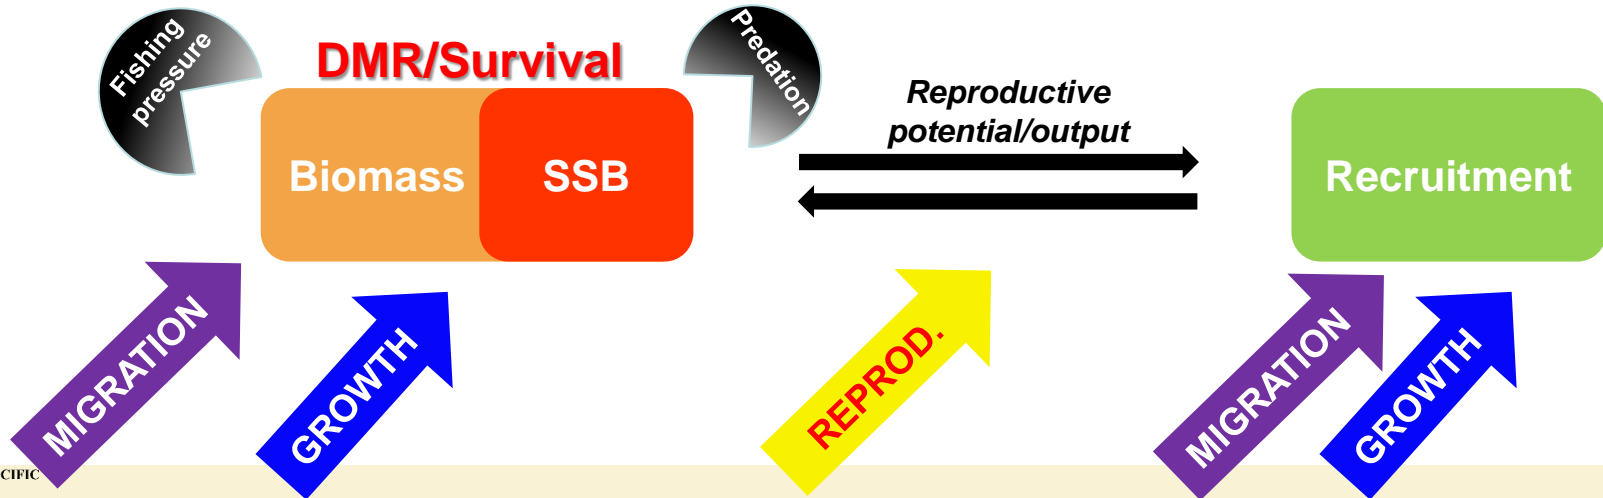 Fishing
pressure
DMR/Survival
Predation
Reproductive
potential/output
Biomass
SSB
Recruitment
MIGRATION
GROWTH
REPROD.
MIGRATION
GROWTH
CIFIC